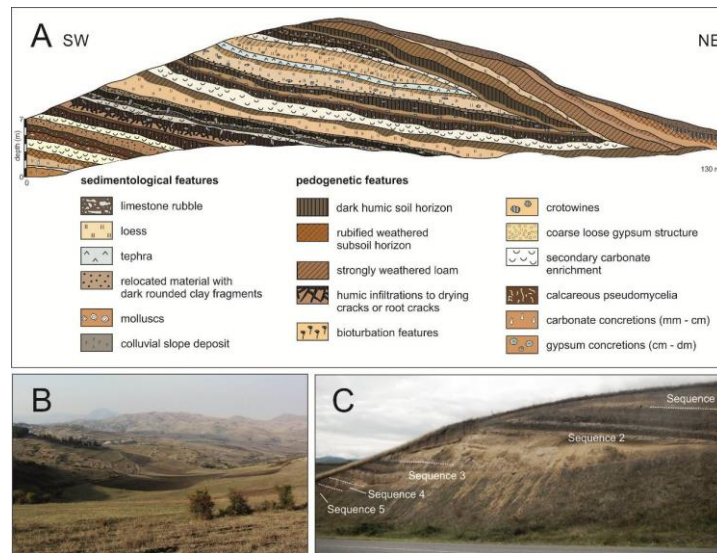 A SW
NE
7
depth (m)
0
0
130 m
sedimentological features
limestone rubble
loess
tephra
relocated material with
dark rounded clay fragments
molluscs
colluvial slope deposit
pedogenetic features
dark humic soil horizon
rubified weathered
subsoil horizon
strongly weathered loam
humic infiltrations to drying
cracks or root cracks
bioturbation features
crotowines
coarse loose gypsum structure
secondary carbonate
enrichment
calcareous pseudomycelia
carbonate concretions (mm - cm)
gypsum concretions (cm - dm)
B
C
Sequence
Sequence 2
Sequence 3
Sequence 4
Sequence 5